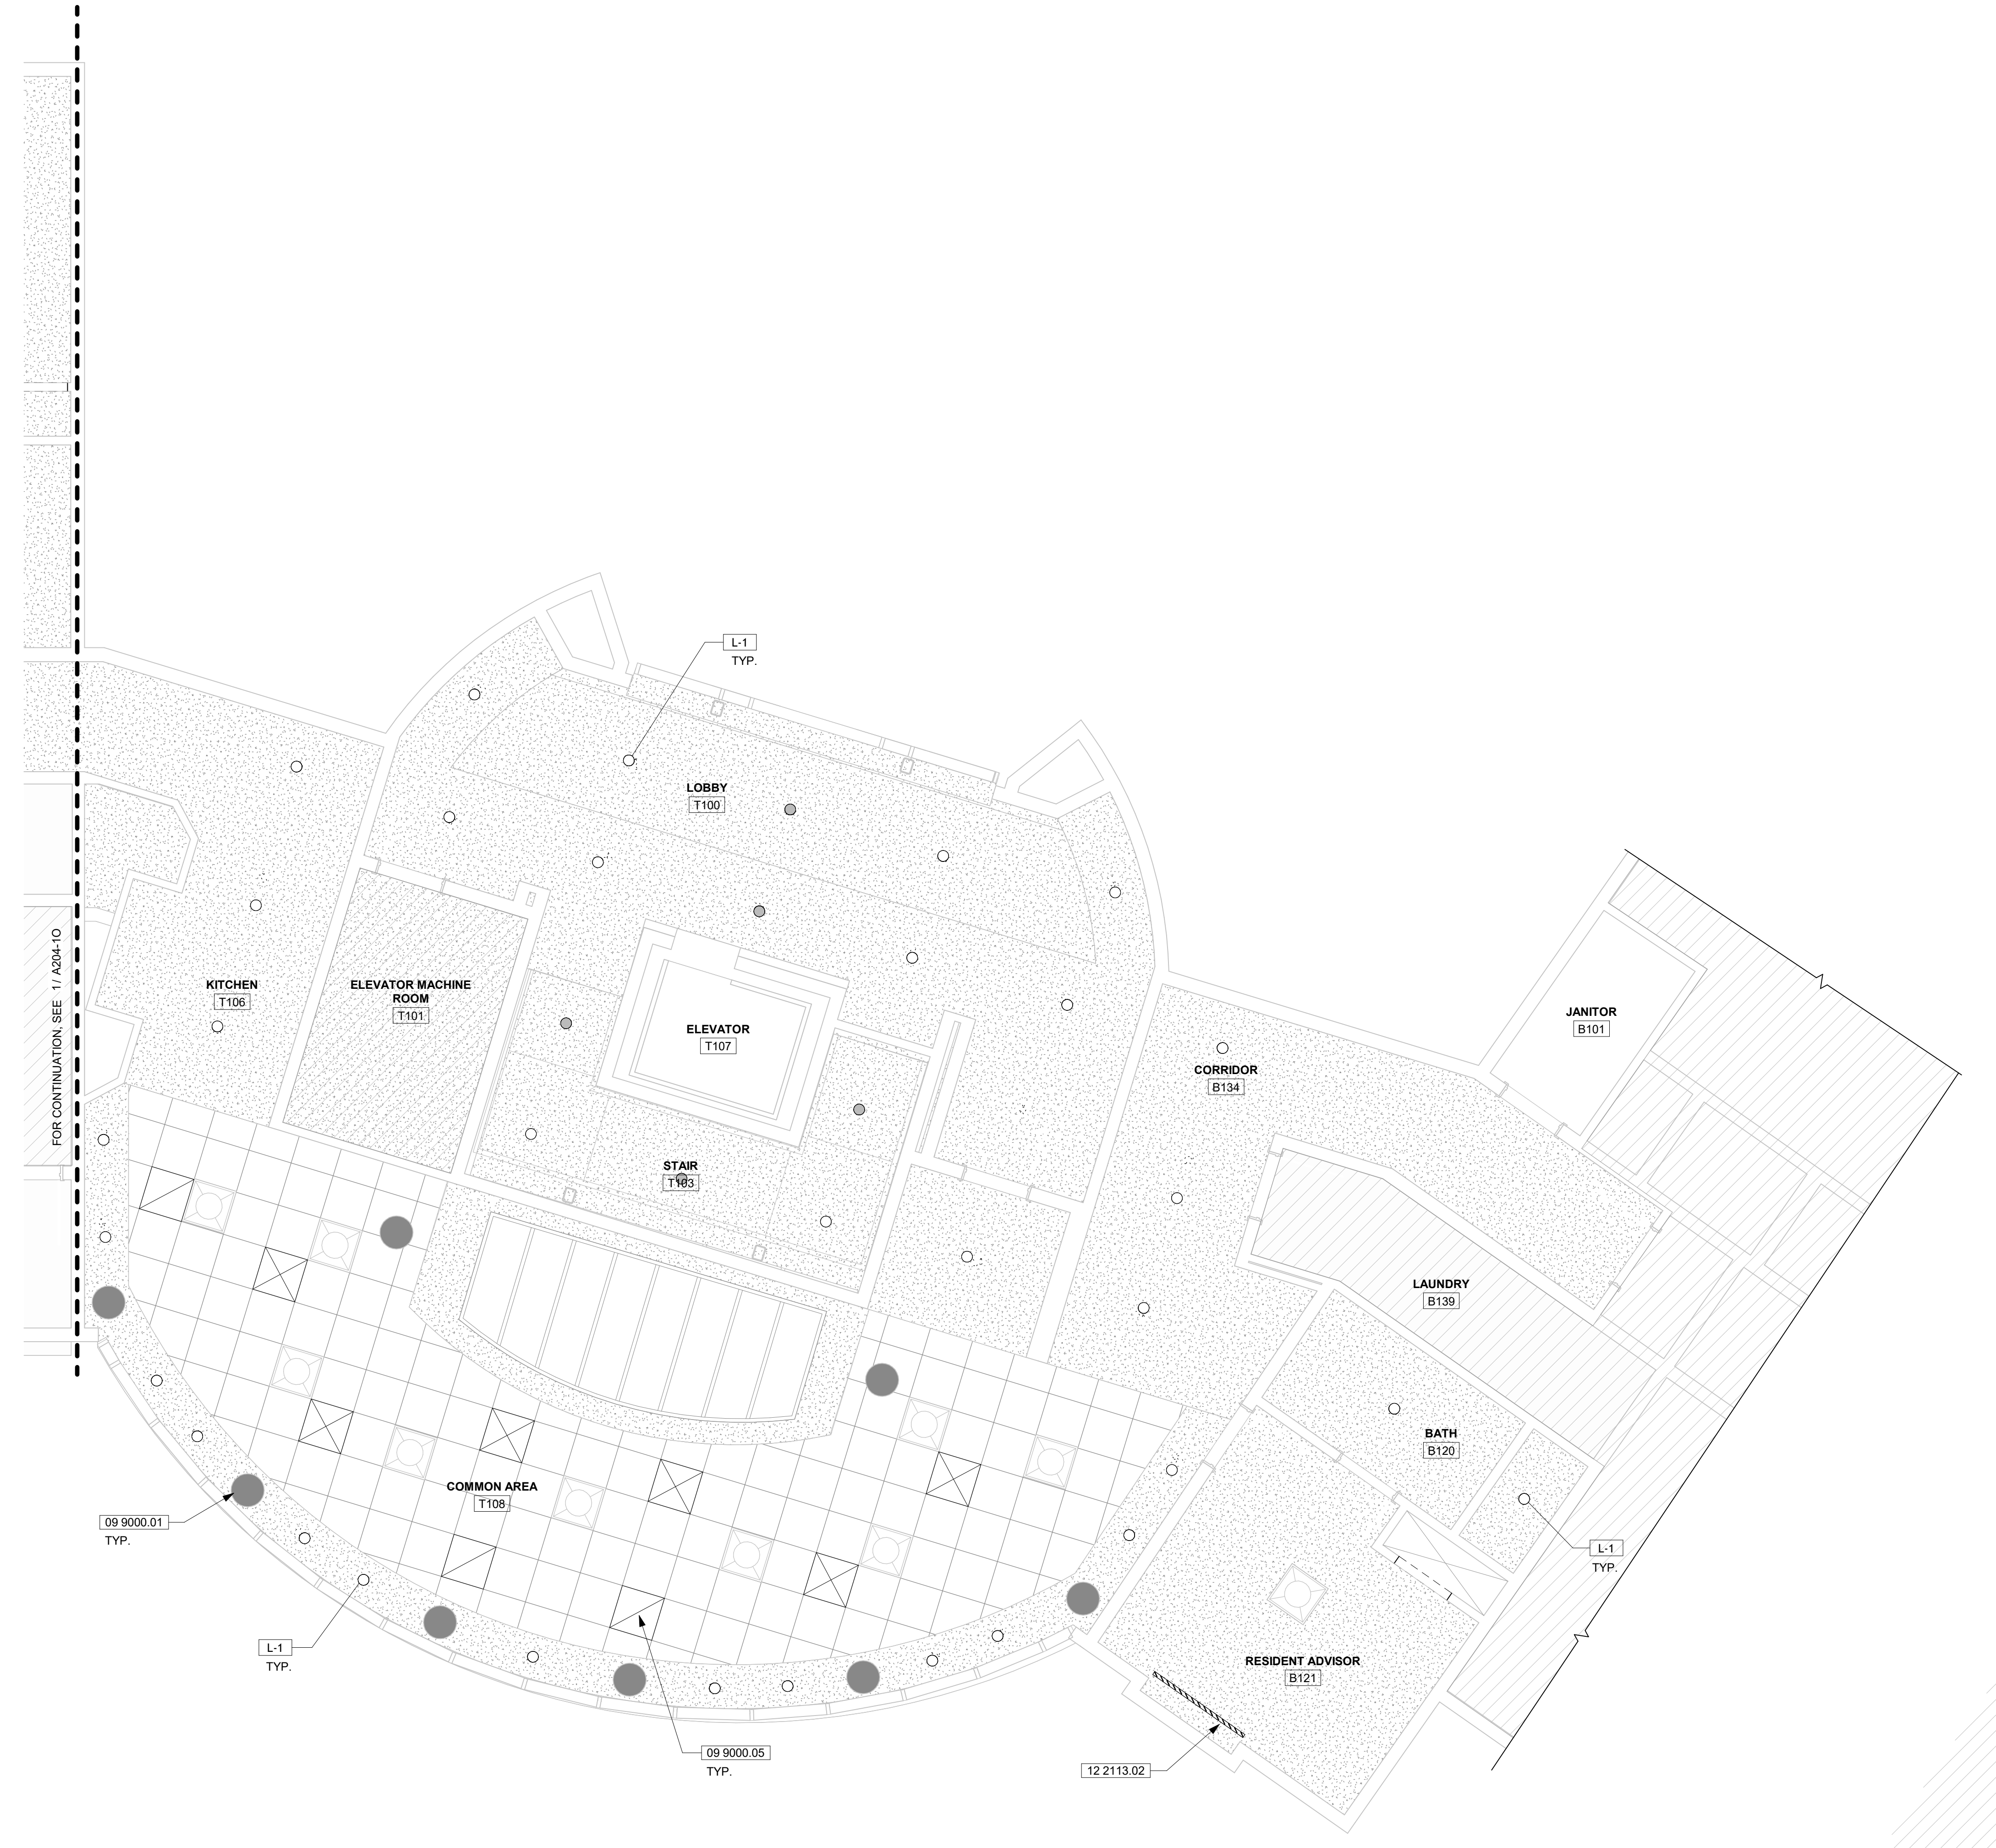 L-1
TYP.
LOBBY
T100
KITCHEN
T106
ELEVATOR MACHINE
ROOM
T101
ELEVATOR
T107
JANITOR
B101
CORRIDOR
B134
FOR CONTINUATION, SEE 1 / A204-1O
STAIR
T103
LAUNDRY
B139
BATH
B120
COMMON AREA
T108
09 9000.01
TYP.
L-1
TYP.
L-1
TYP.
RESIDENT ADVISOR
B121
09 9000.05
TYP.
12 2113.02